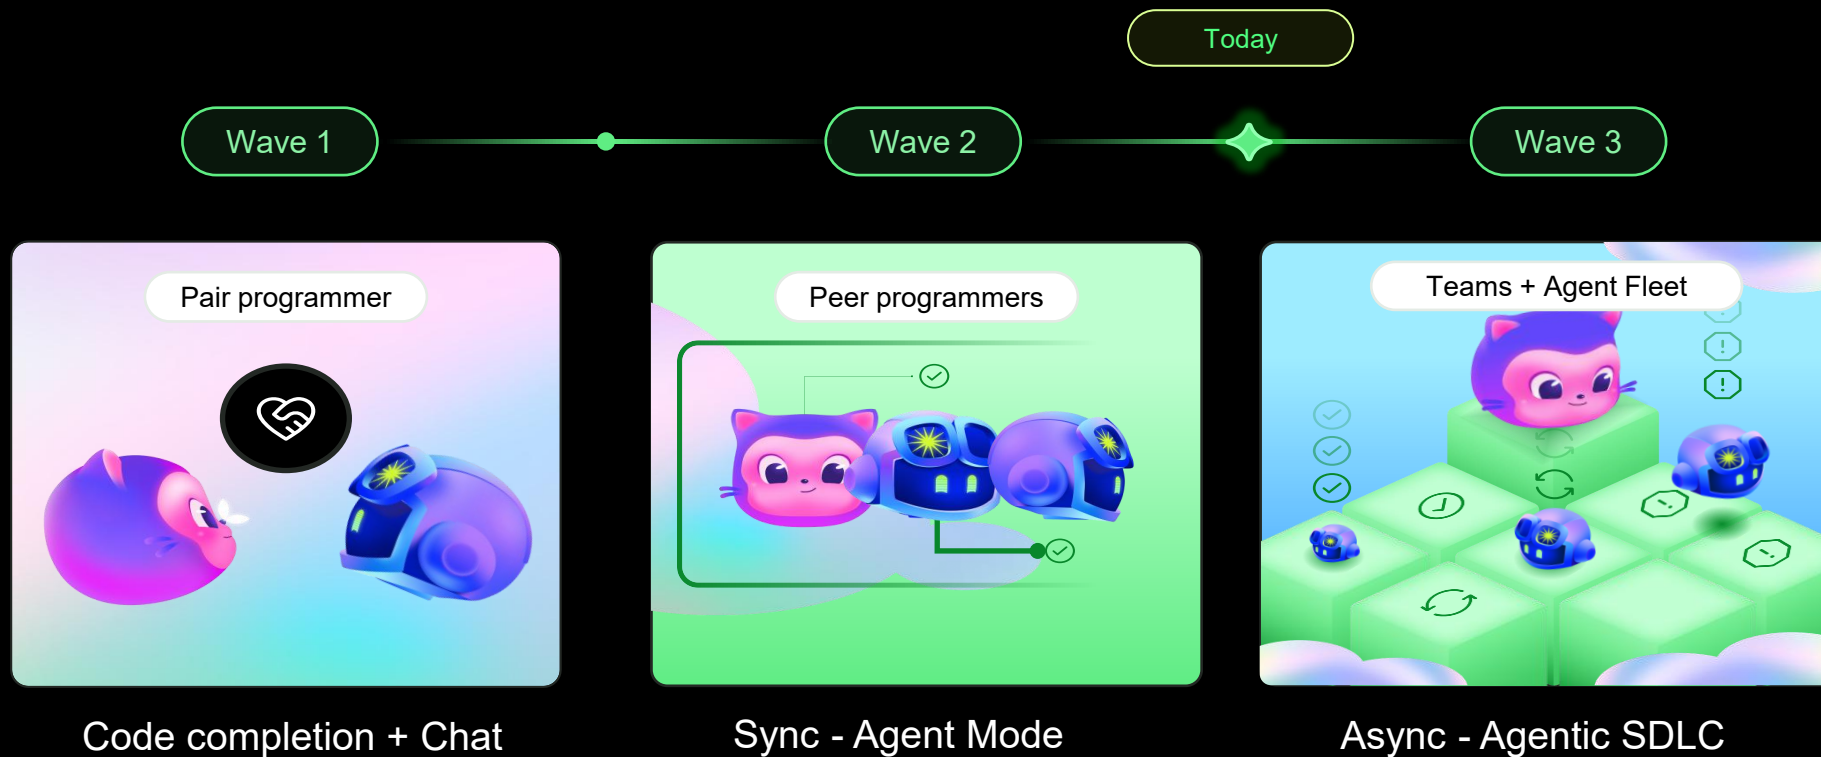 Today
Wave 1
Wave 2
Wave 3
Pair programmer
Peer programmers
Teams + Agent Fleet
Code completion + Chat
Sync - Agent Mode
Async - Agentic SDLC